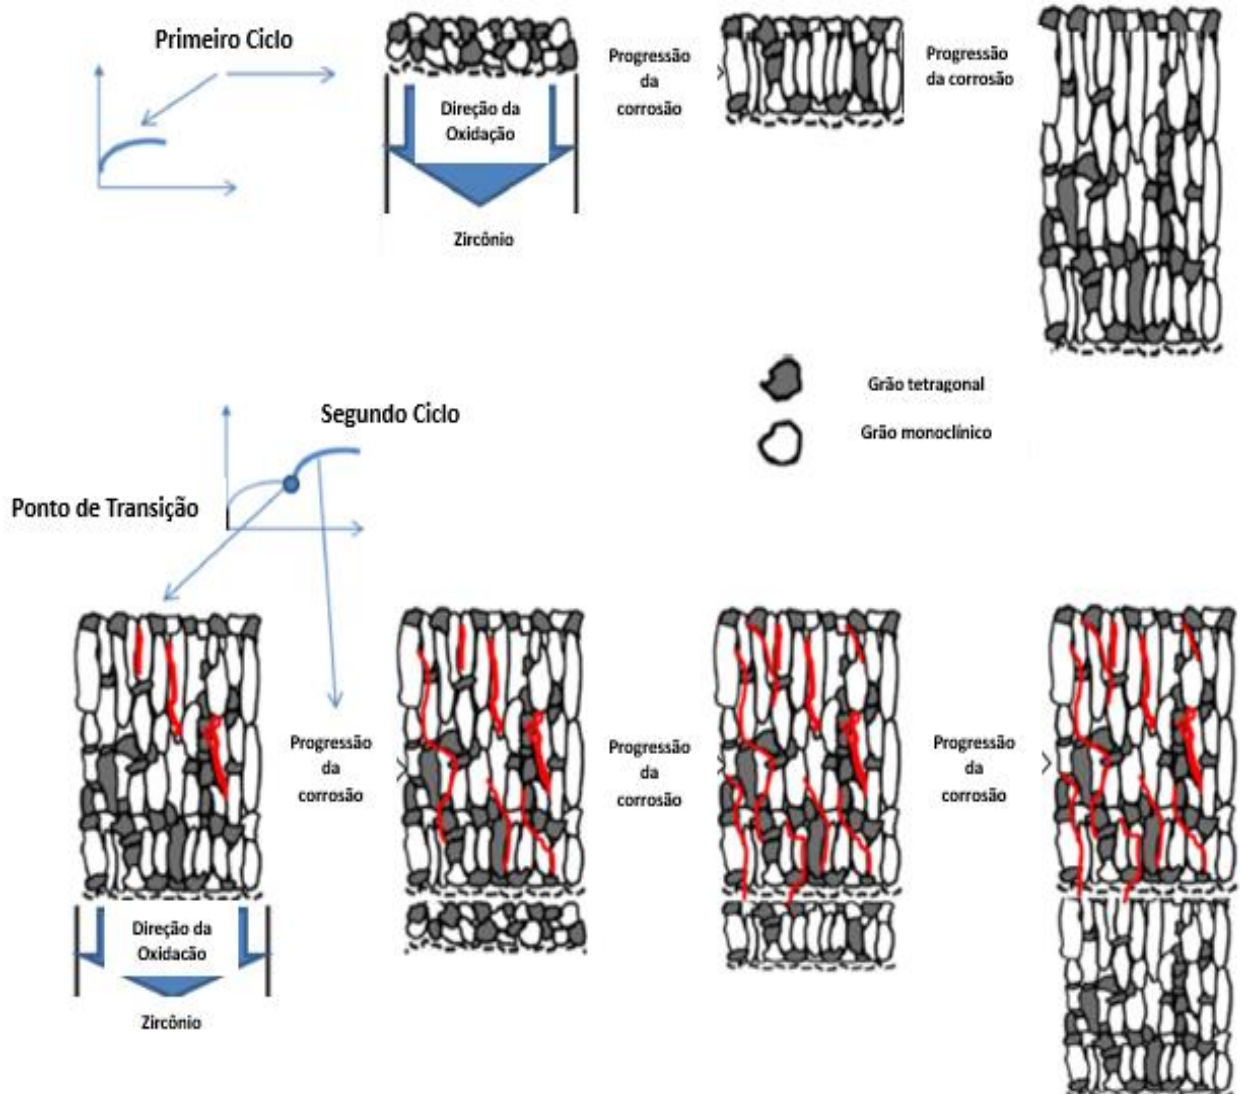 Primeiro Ciclo
Direção da
Oxidação
Zircônio
Progressão
da
corrosão
Progressão
da corrosão
Grão tetragonal
Grão monoclínico
Segundo Ciclo
Ponto de Transição
Direção da
Oxidacão
Zircônio
Progressão
da
corrosão
Progressão
da
corrosão
Progressão
da
corrosão